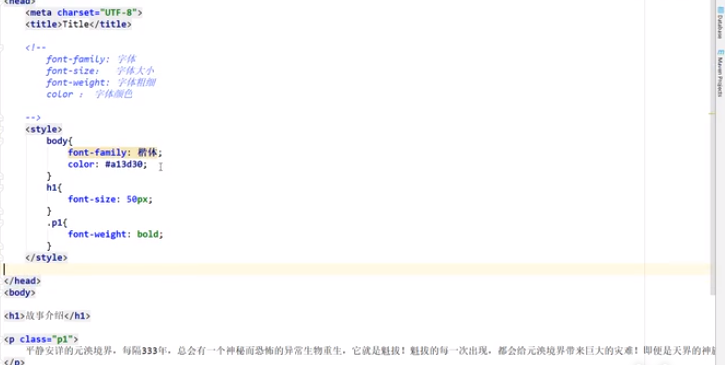 <head>
<meta charset="UTF-8">
<title>Title</title>
<!--
font-family: 字体
font-size: 字体大小
font-weight: 字体粗细
color : 字体颜色
-->
<style>
body{
font-family: 楷体;
color: #a13d30;
}
h1{
font-size: 50px;
}
.p1{
font-weight: bold;
}
</style>
</head>
<body>
<h1>故事介绍</h1>
<p class="p1">
平静安详的元泱境界，每隔333年，总会有一个神秘而恐怖的异常生物重生，它就是魁拔！魁拔的每一次出现，都会给元泱境界带来巨大的灾难！即便是天界的神
</p>
Database
Maven Projects